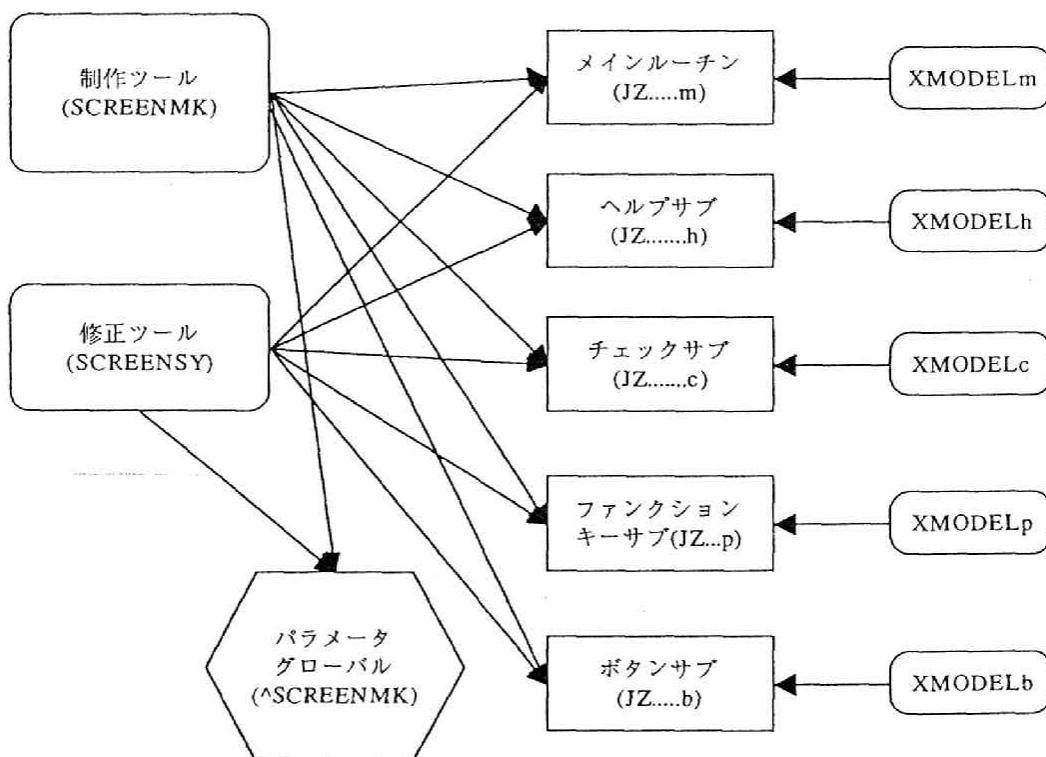 制作ツール
(SCREENMK)
メインルーチン
(JZ.....m)
XMODELm
ヘルプサブ
(JZ.......h)
XMODELh
修正ツール
(SCREENSY)
チェックサブ
(JZ.......c)
XMODELc
ファンクション
キーサブ(JZ...p)
XMODELp
パラメータ
グローバル
(^SCREENMK)
ボタンサブ
(JZ.....b)
XMODELb